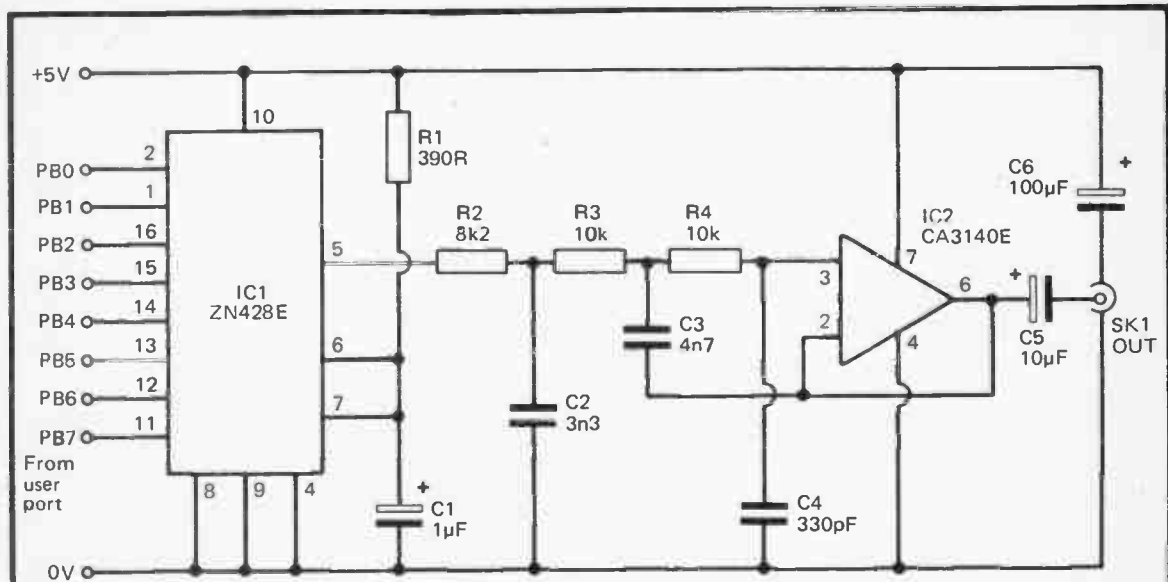 +5V
10
R1
390R
C6
100µF
+
PB0
2
PB1
1
PB2
16
PB3
15
PB4
14
PB5
13
PB6
12
PB7
11
From
user
port
IC1
ZN428E
5
6
7
8
9
4
R2
8k2
R3
10k
R4
10k
IC2
CA3140E
3
2
7
6
4
+
C5
10µF
SK1
OUT
C3
4n7
C2
3n3
C1
1µF
+
C4
330pF
0V